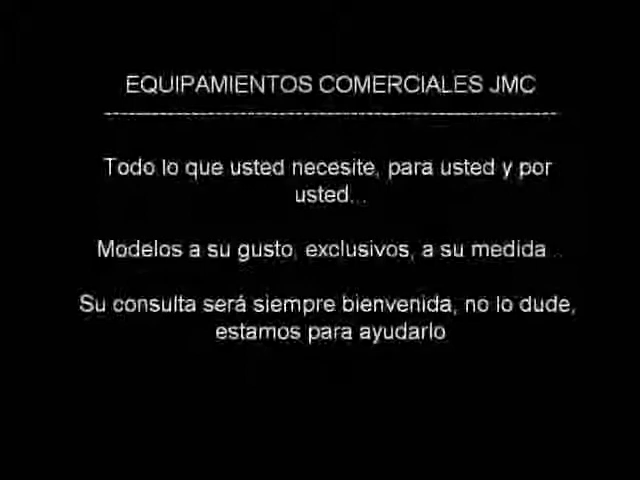 EQUIPAMIENTOS COMERCIALES JMC
Todo lo que usted necesite, para usted y por
usted...
Modelos a su gusto, exclusivos, a su medida...
Su consulta será siempre bienvenida, no lo dude,
estamos para ayudarlo